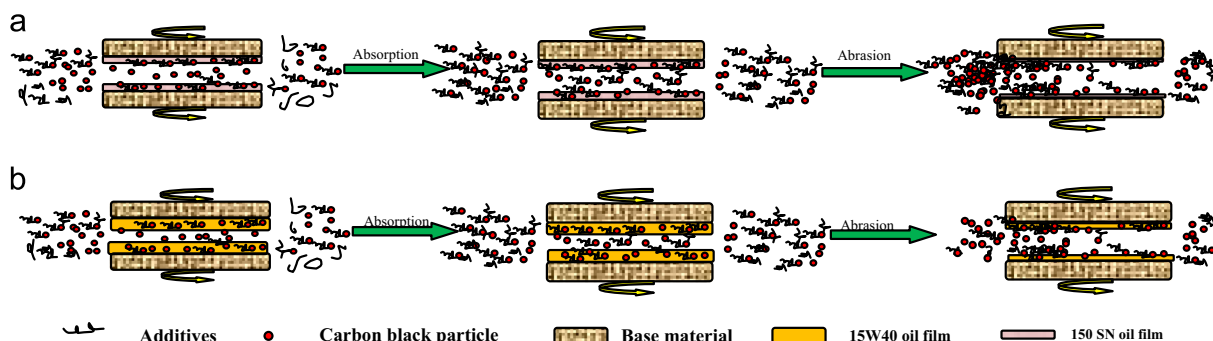 a
Absorption
Abrasion
b
Absorption
Abrasion
Additives Carbon black particle Base material 15W40 oil film 150 SN oil film